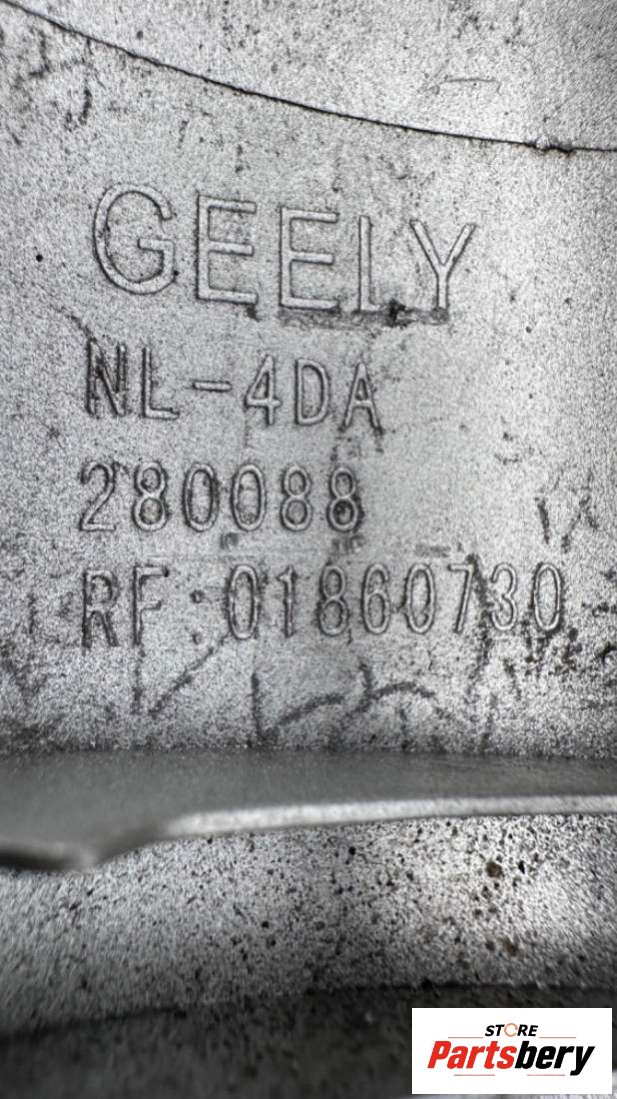 GEELY
NL-4DA
280088
RF:01860730
STORE
Partsbery